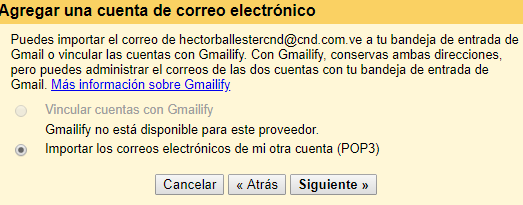 Agregar una cuenta de correo electrónico
Puedes importar el correo de hectorballestercnd@cnd.com.ve a tu bandeja de entrada de
Gmail o vincular las cuentas con Gmailify. Con Gmailify, conservas ambas direcciones,
pero puedes administrar el correos de las dos cuentas con tu bandeja de entrada de
Gmail. Más información sobre Gmailify
Vincular cuentas con Gmailify
Gmailify no está disponible para este proveedor.
Importar los correos electrónicos de mi otra cuenta (POP3)
Cancelar « Atrás Siguiente »